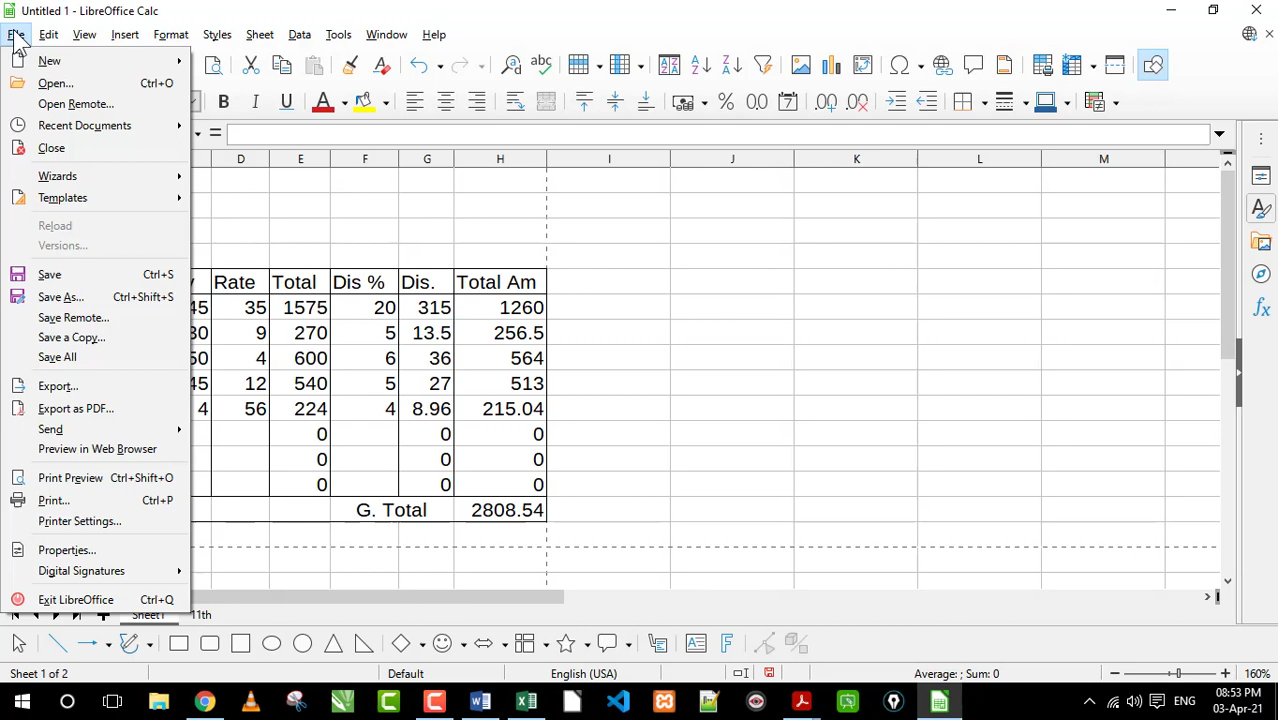 Untitled 1 - LibreOffice Calc
File Edit View Insert Format Styles Sheet Data Tools Window Help
New
Open... Ctrl+O
Open Remote...
Recent Documents
Close
Wizards
Templates
Reload
Versions...
Save Ctrl+S
Save As... Ctrl+Shift+S
Save Remote...
Save a Copy...
Save All
Export...
Export as PDF...
Send
Preview in Web Browser
Print Preview Ctrl+Shift+O
Print... Ctrl+P
Printer Settings...
Properties...
Digital Signatures
Exit LibreOffice Ctrl+Q
D E F G H I J K L M
y Rate Total Dis % Dis. Total Am
45 35 1575 20 315 1260
30 9 270 5 13.5 256.5
50 4 600 6 36 564
45 12 540 5 27 513
4 56 224 4 8.96 215.04
0 0 0
0 0 0
0 0 0
G. Total 2808.54
Sheet1 11th
Sheet 1 of 2 Default English (USA) Average: ; Sum: 0 160%
ENG 08:53 PM
03-Apr-21